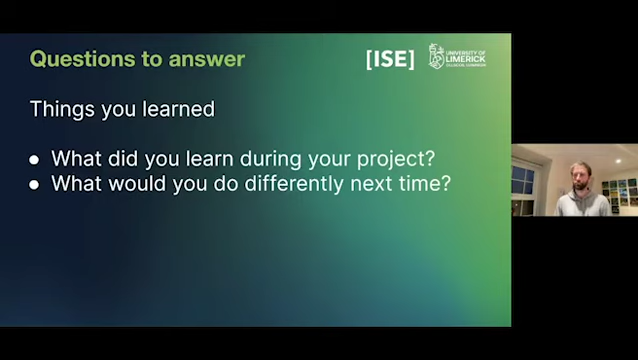 Questions to answer
[ISE]
UNIVERSITY OF
LIMERICK
Things you learned
● What did you learn during your project?
● What would you do differently next time?